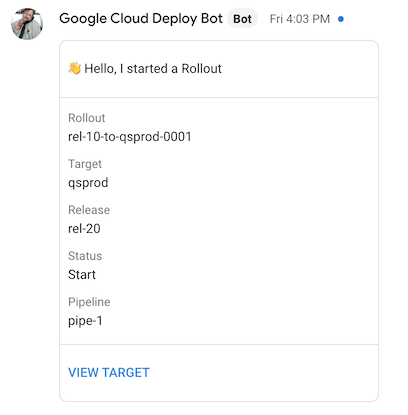 Google Cloud Deploy Bot Bot Fri 4:03 PM
👋 Hello, I started a Rollout
Rollout
rel-10-to-qsprod-0001
Target
qsprod
Release
rel-20
Status
Start
Pipeline
pipe-1
VIEW TARGET